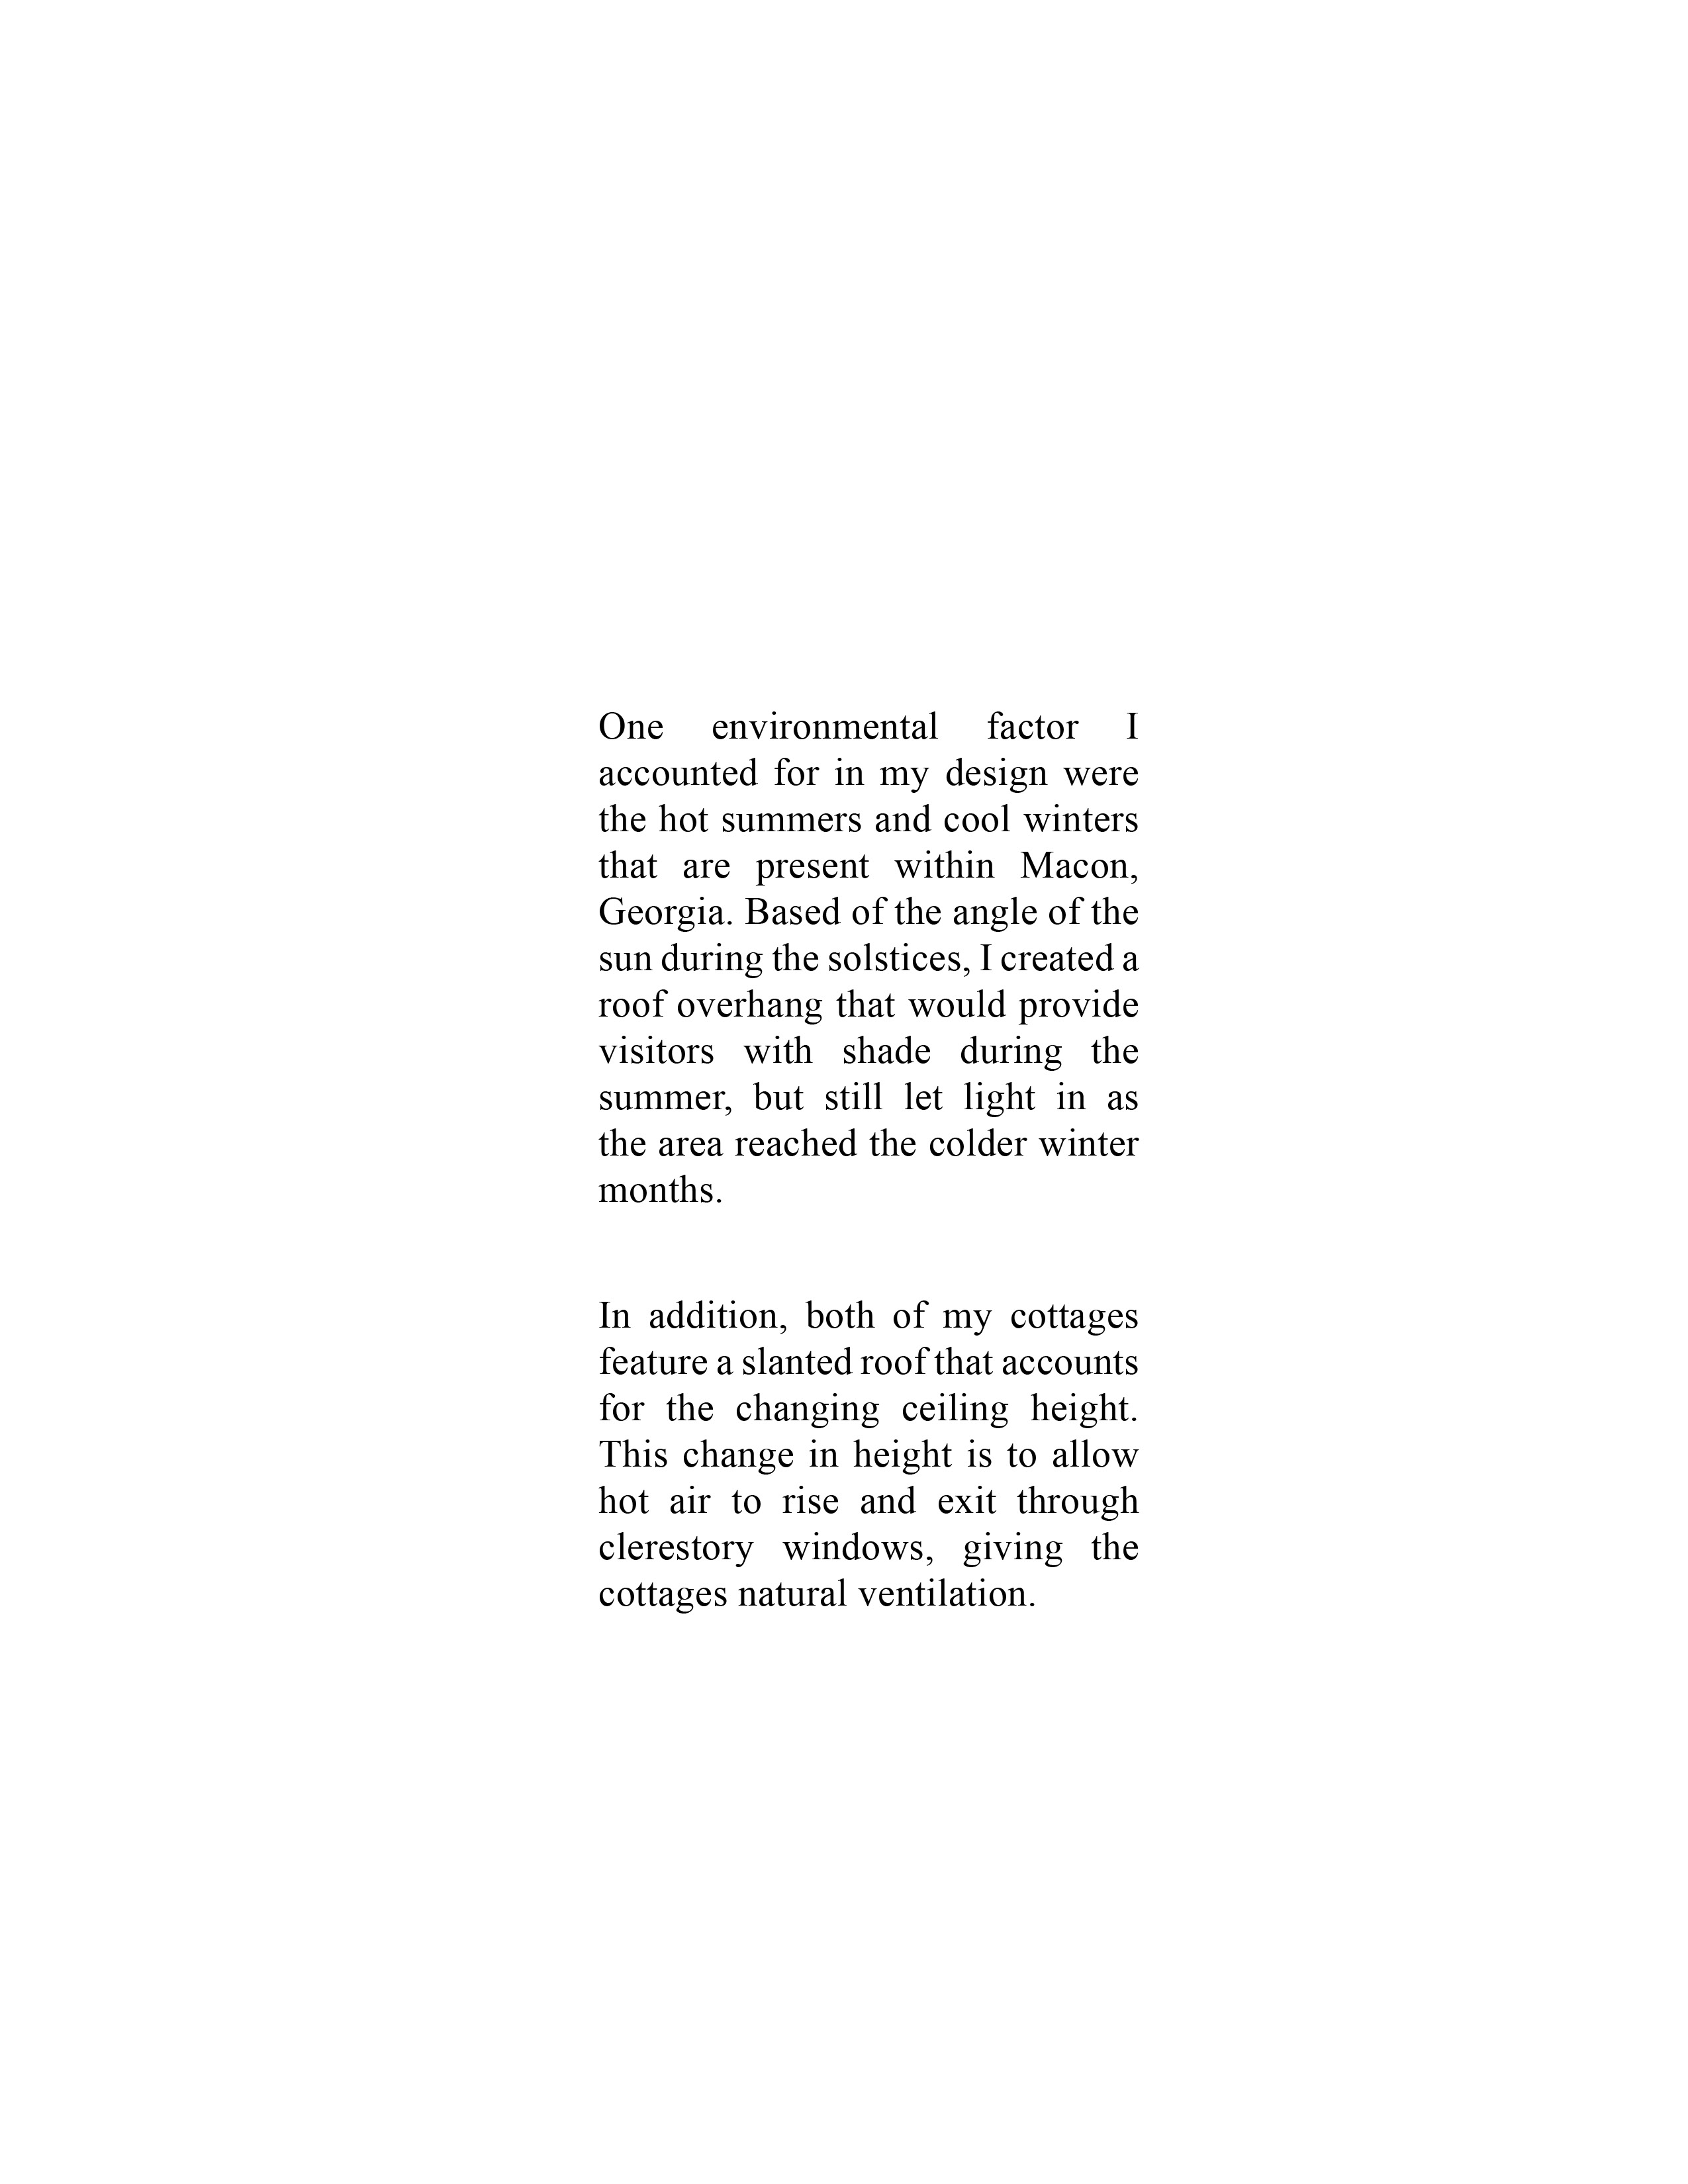 One environmental factor I
accounted for in my design were
the hot summers and cool winters
that are present within Macon,
Georgia. Based of the angle of the
sun during the solstices, I created a
roof overhang that would provide
visitors with shade during the
summer, but still let light in as
the area reached the colder winter
months.
In addition, both of my cottages
feature a slanted roof that accounts
for the changing ceiling height.
This change in height is to allow
hot air to rise and exit through
clerestory windows, giving the
cottages natural ventilation.